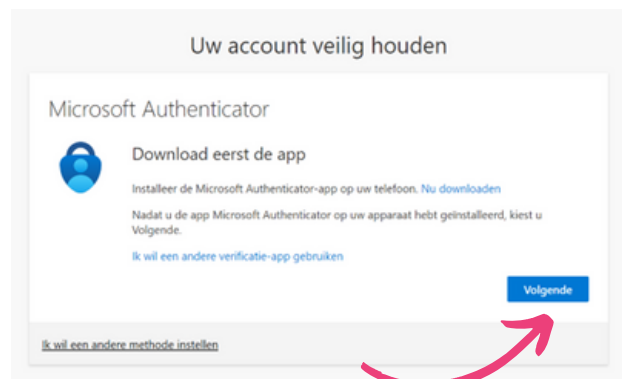 Uw account veilig houden
Microsoft Authenticator
Download eerst de app
Installeer de Microsoft Authenticator-app op uw telefoon. Nu downloaden
Nadat u de app Microsoft Authenticator op uw apparaat hebt geïnstalleerd, kiest u
Volgende.
Ik wil een andere verificatie-app gebruiken
Volgende
Ik wil een andere methode instellen